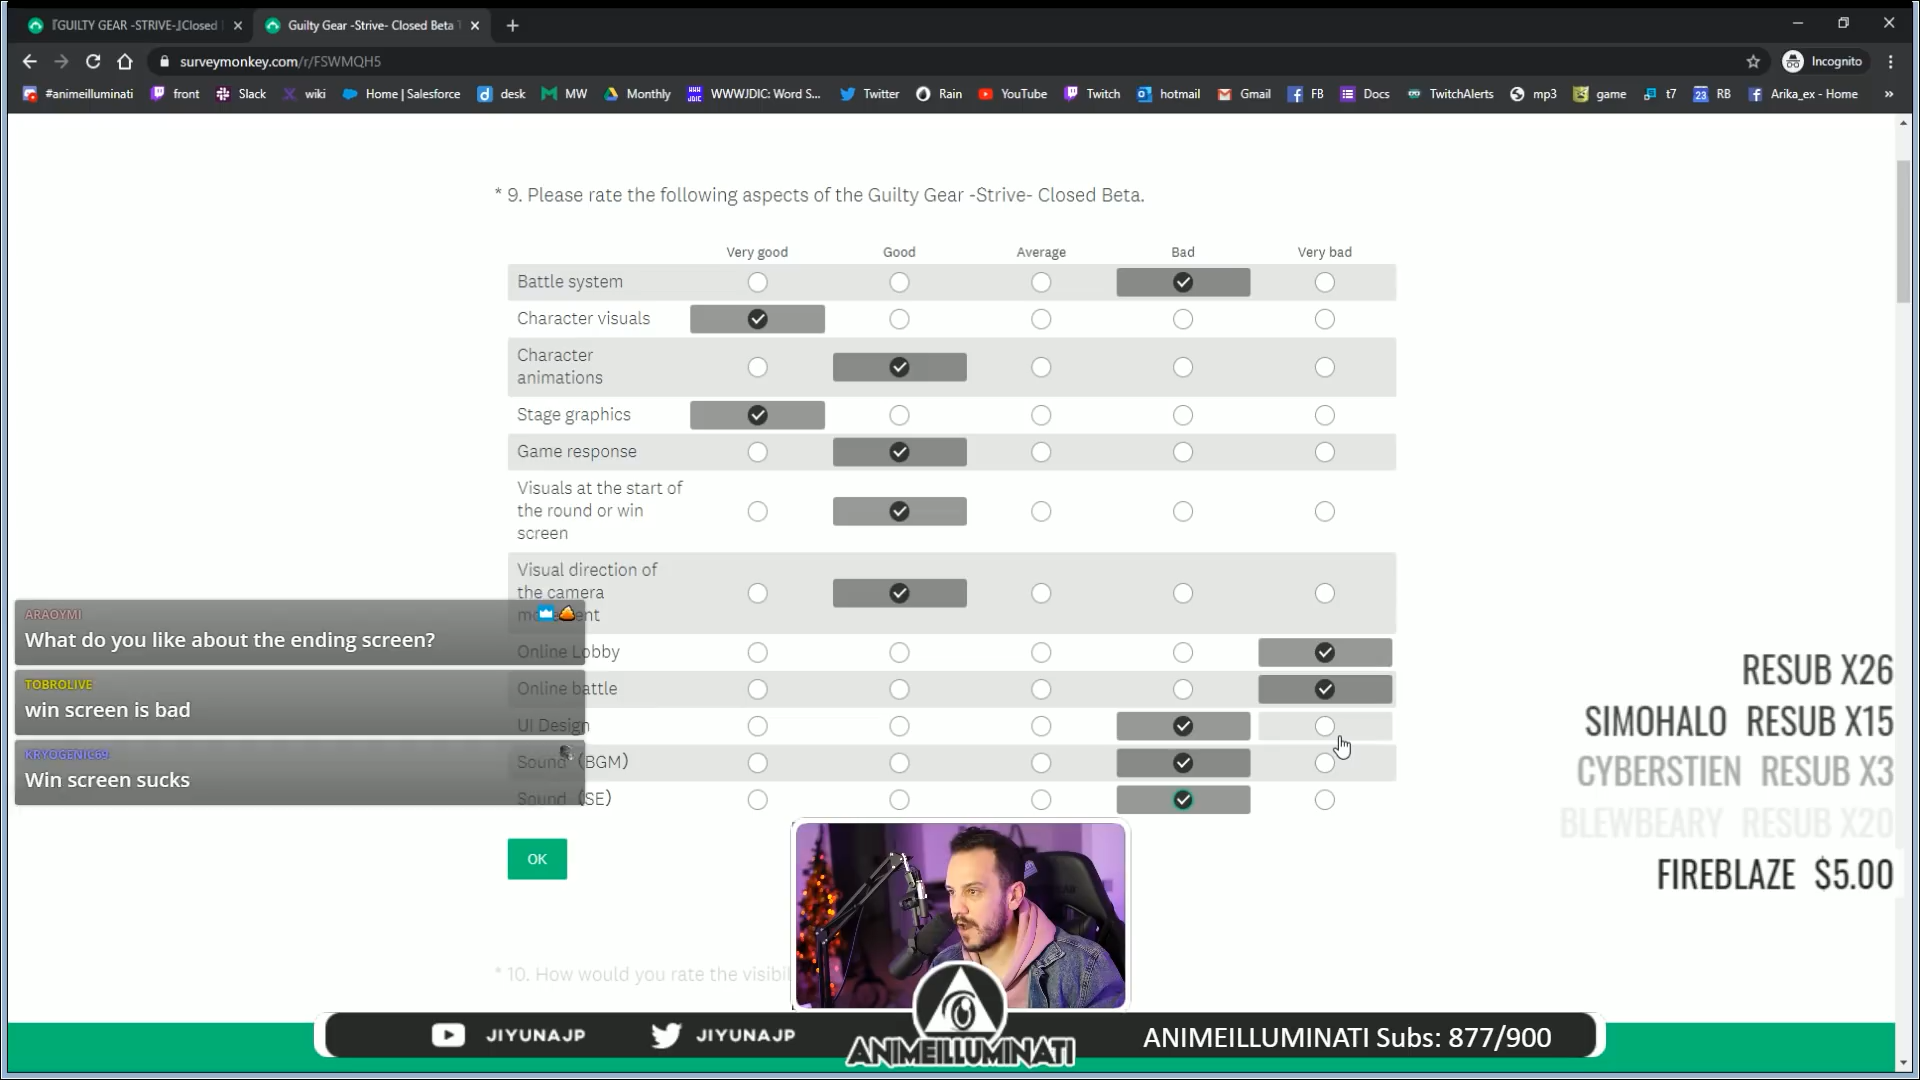 『GUILTY GEAR -STRIVE-』Closed
Guilty Gear -Strive- Closed Beta T
surveymonkey.com/r/FSWMQH5
Incognito
#animeilluminati front Slack wiki Home | Salesforce desk MW Monthly WWWJDIC: Word S... Twitter Rain YouTube Twitch hotmail Gmail FB Docs TwitchAlerts mp3 game t7 23 RB Arika_ex - Home »
* 9. Please rate the following aspects of the Guilty Gear -Strive- Closed Beta.
Very good Good Average Bad Very bad
Battle system
Character visuals
Character
animations
Stage graphics
Game response
Visuals at the start of
the round or win
screen
Visual direction of
the camera
movement
Online Lobby
Online battle
UI Design
Sound (BGM)
Sound (SE)
OK
* 10. How would you rate the visibil
ARAOYMI
What do you like about the ending screen?
TOBROLIVE
win screen is bad
KRYOGENIC69
Win screen sucks
RESUB X26
SIMOHALO RESUB X15
CYBERSTIEN RESUB X3
BLEWBEARY RESUB X20
FIREBLAZE $5.00
JIYUNAJP
JIYUNAJP
ANIMEILLUMINATI
ANIMEILLUMINATI Subs: 877/900